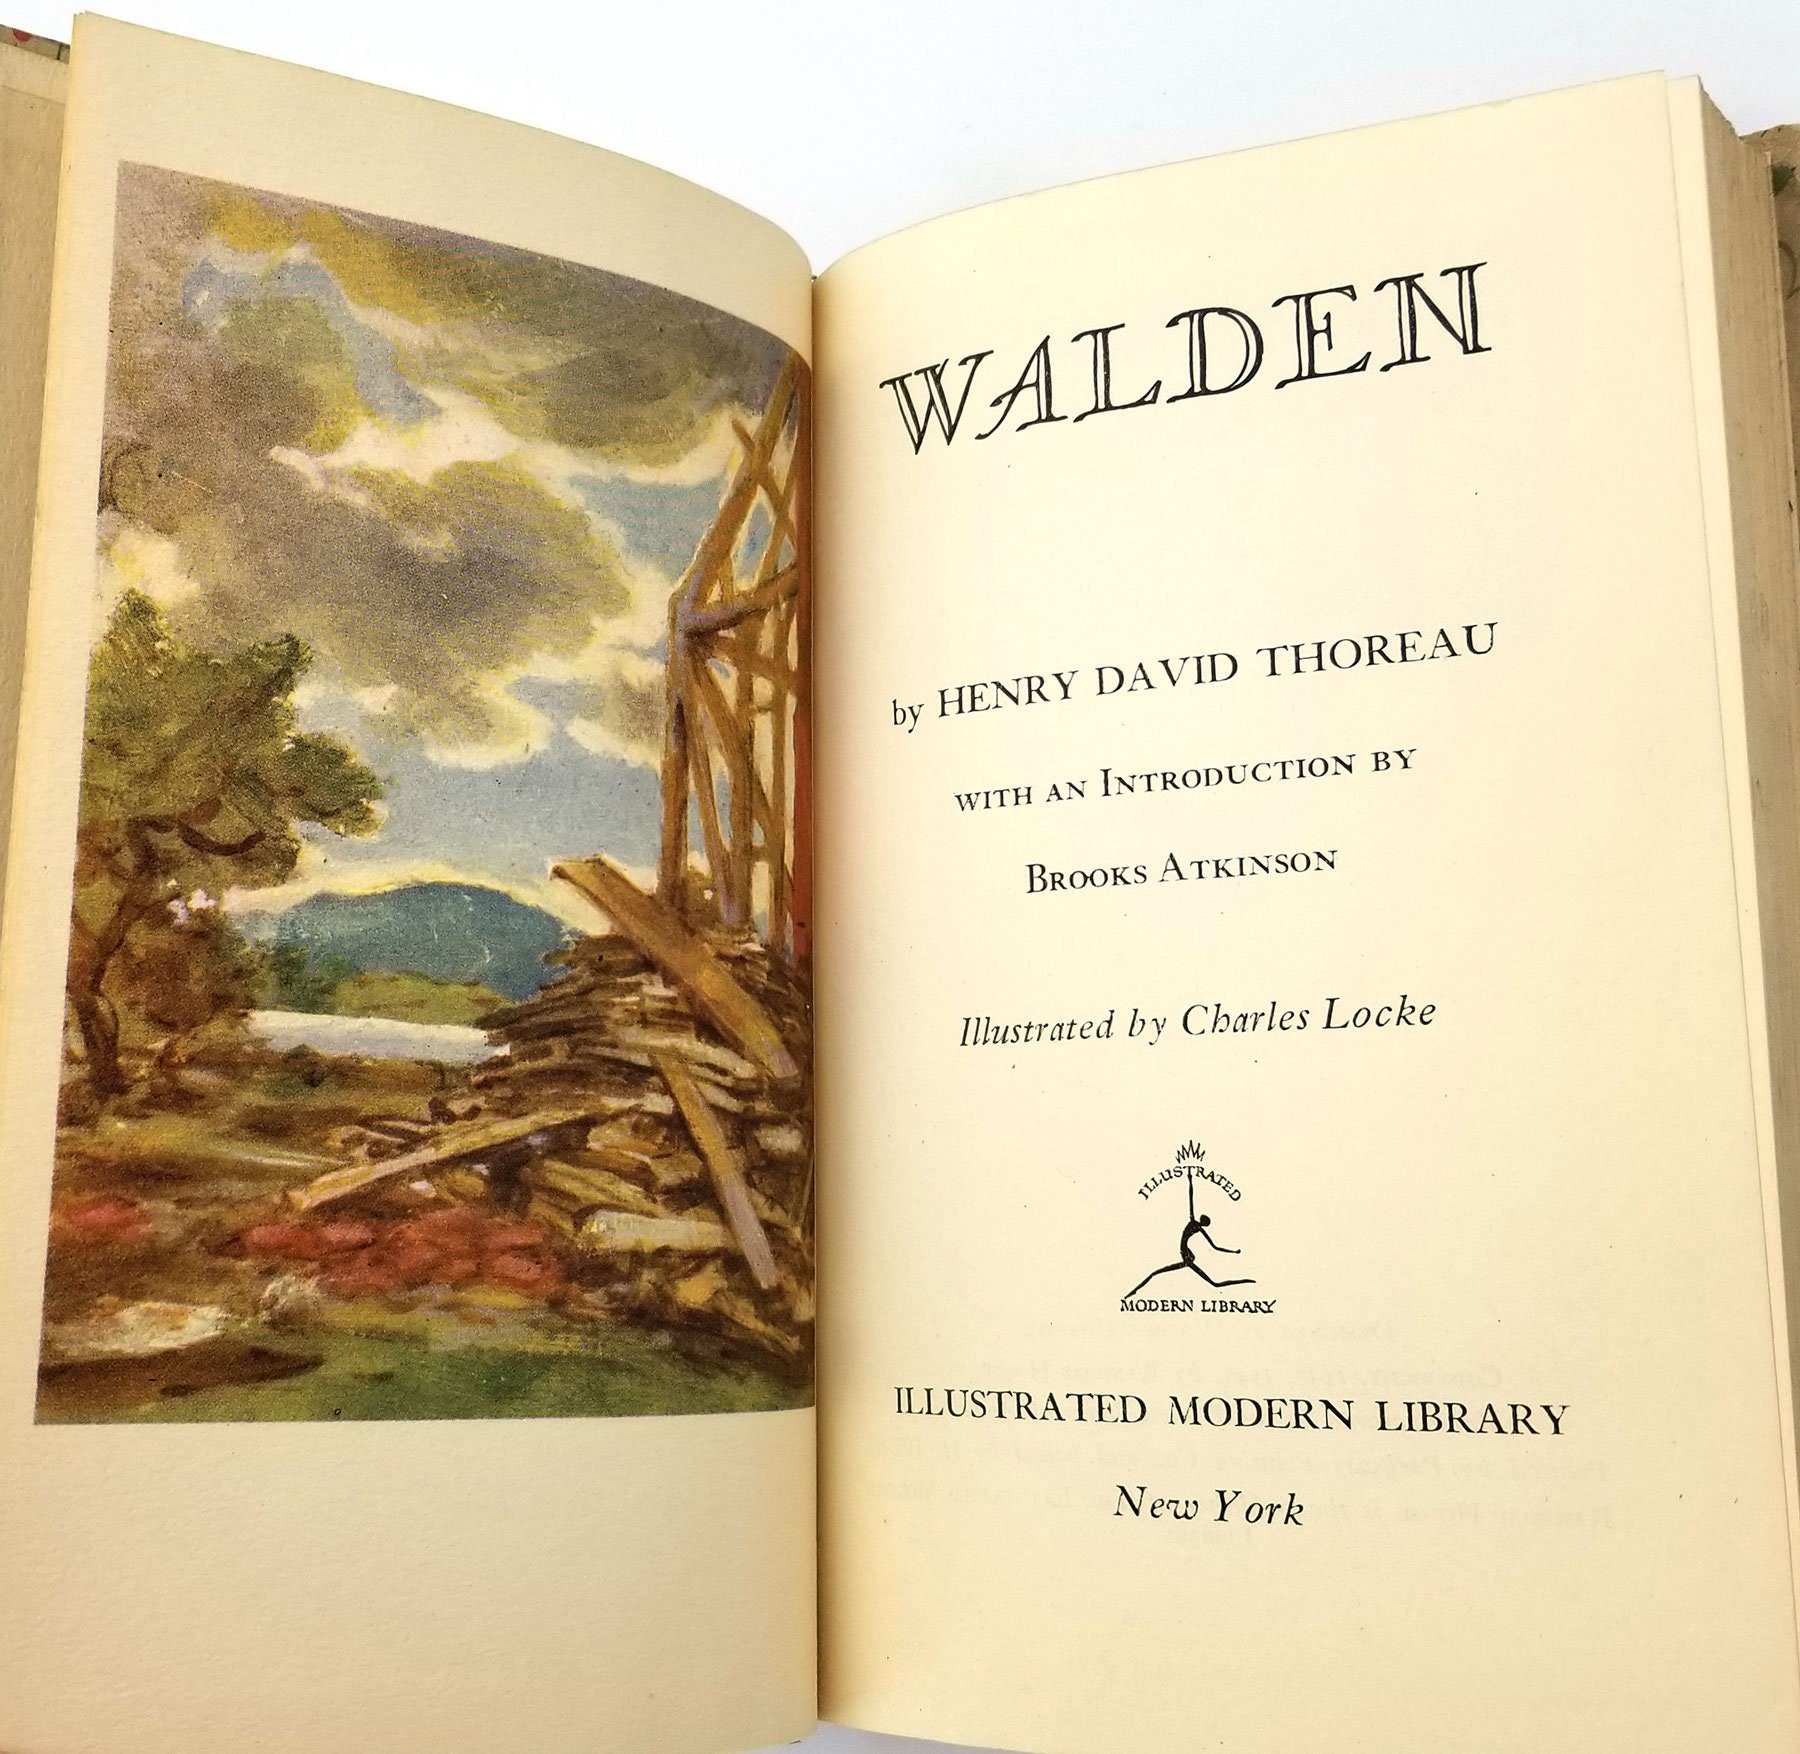 WALDEN
by HENRY DAVID THOREAU
WITH AN INTRODUCTION BY
BROOKS ATKINSON
Illustrated by Charles Locke
ILLUSTRATED
MODERN LIBRARY
ILLUSTRATED MODERN LIBRARY
New York